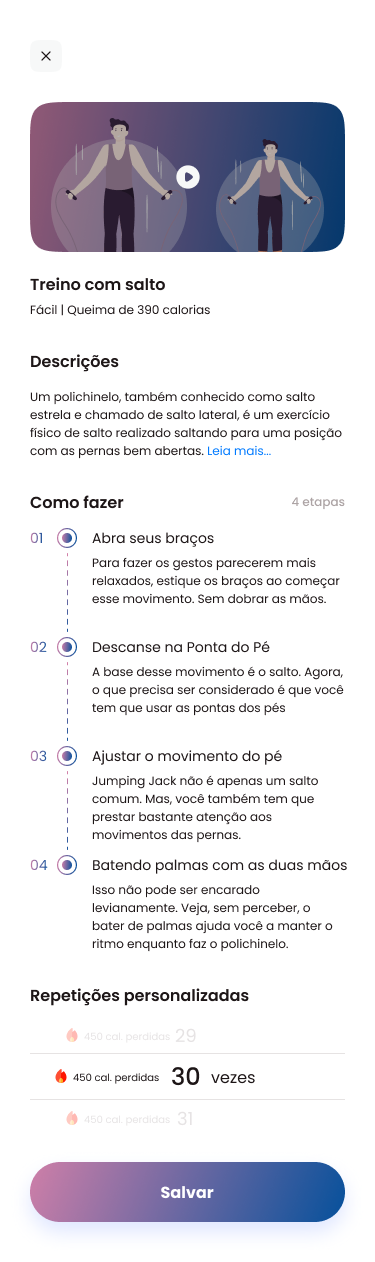 Treino com salto
Fácil | Queima de 390 calorias
Descrições
Um polichinelo, também conhecido como salto
estrela e chamado de salto lateral, é um exercício
físico de salto realizado saltando para uma posição
com as pernas bem abertas. Leia mais...
Como fazer 4 etapas
01 Abra seus braços
Para fazer os gestos parecerem mais
relaxados, estique os braços ao começar
esse movimento. Sem dobrar as mãos.
02 Descanse na Ponta do Pé
A base desse movimento é o salto. Agora,
o que precisa ser considerado é que você
tem que usar as pontas dos pés
03 Ajustar o movimento do pé
Jumping Jack não é apenas um salto
comum. Mas, você também tem que
prestar bastante atenção aos
movimentos das pernas.
04 Batendo palmas com as duas mãos
Isso não pode ser encarado
levianamente. Veja, sem perceber, o
bater de palmas ajuda você a manter o
ritmo enquanto faz o polichinelo.
Repetições personalizadas
450 cal. perdidas 29
450 cal. perdidas 30 vezes
450 cal. perdidas 31
Salvar